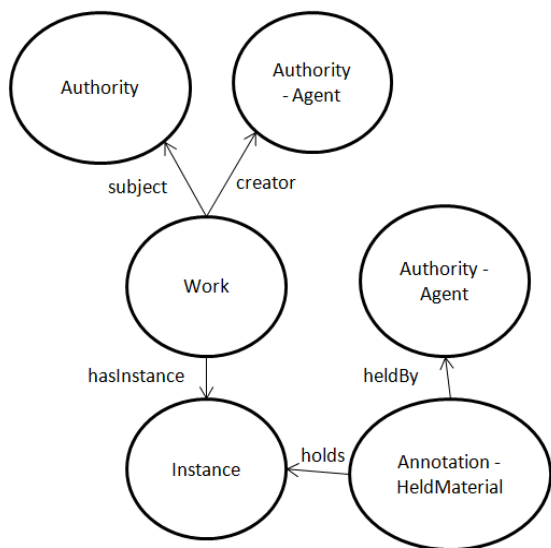 Authority
Authority
- Agent
subject
creator
Work
Authority -
Agent
hasInstance
heldBy
Instance
holds
Annotation -
HeldMaterial